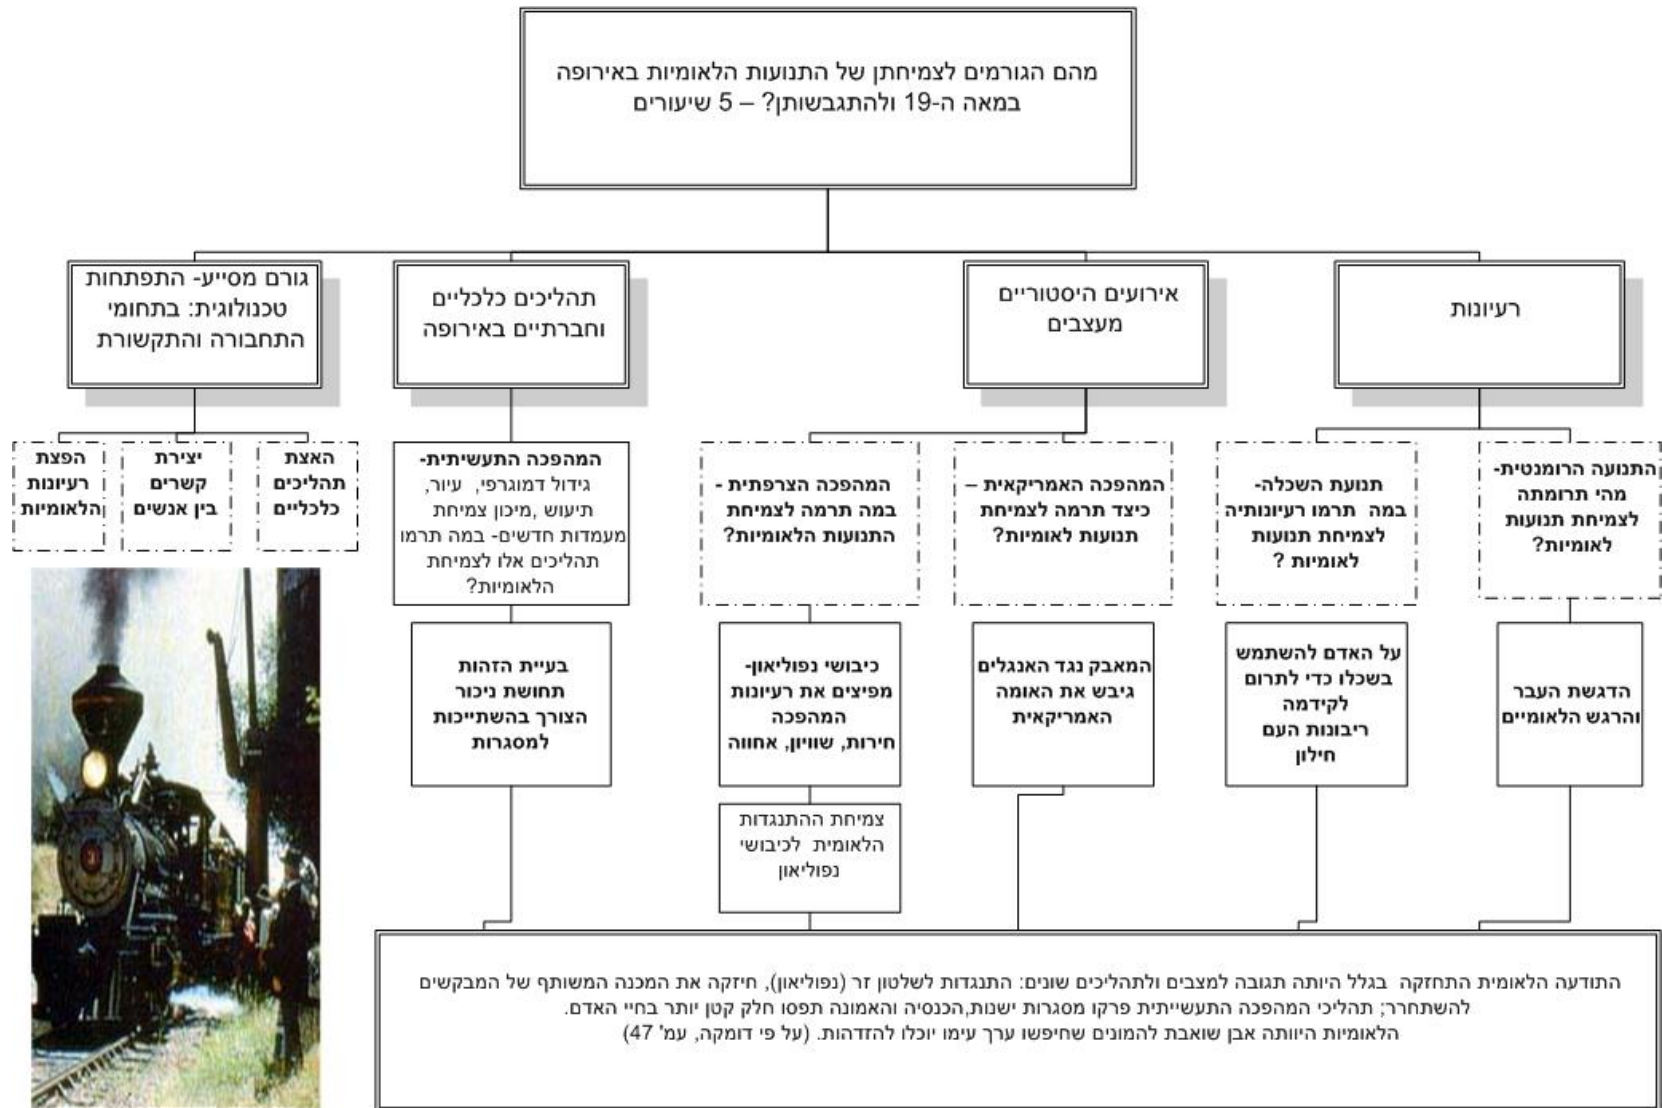 מהם הגורמים לצמיחתן של התנועות הלאומיות באירופה
במאה ה-19 ולהתגבשותן? – 5 שיעורים
רעיונות
אירועים היסטוריים
מעצבים
תהליכים כלכליים
וחברתיים באירופה
גורם מסייע- התפתחות
טכנולוגית: בתחומי
התחבורה והתקשורת
התנועה הרומנטית-
מהי תרומתה
לצמיחת תנועות
לאומיות?
תנועת השכלה-
במה תרמו רעיונותיה
לצמיחת תנועות
לאומיות ?
המהפכה האמריקאית –
כיצד תרמה לצמיחת
תנועות לאומיות?
המהפכה הצרפתית -
במה תרמה לצמיחת
התנועות הלאומיות?
המהפכה התעשיתית-
גידול דמוגרפי, עיור,
תיעוש ,מיכון צמיחת
מעמדות חדשים- במה תרמו
תהליכים אלו לצמיחת
הלאומיות?
האצת
תהליכים
כלכליים
יצירת
קשרים
בין אנשים
הפצת
רעיונות
הלאומיות
הדגשת העבר
והרגש הלאומיים
על האדם להשתמש
בשכלו כדי לתרום
לקידמה
ריבונות העם
חילון
המאבק נגד האנגלים
גיבש את האומה
האמריקאית
כיבושי נפוליאון-
מפיצים את רעיונות
המהפכה
חירות, שוויון, אחווה
בעיית הזהות
תחושת ניכור
הצורך בהשתייכות
למסגרות
צמיחת ההתנגדות
הלאומית לכיבושי
נפוליאון
התודעה הלאומית התחזקה בגלל היותה תגובה למצבים ולתהליכים שונים: התנגדות לשלטון זר (נפוליאון), חיזקה את המכנה המשותף של המבקשים
להשתחרר; תהליכי המהפכה התעשייתית פרקו מסגרות ישנות,הכנסיה והאמונה תפסו חלק קטן יותר בחיי האדם.
הלאומיות היוותה אבן שואבת להמונים שחיפשו ערך עימו יוכלו להזדהות. (על פי דומקה, עמ' 47)